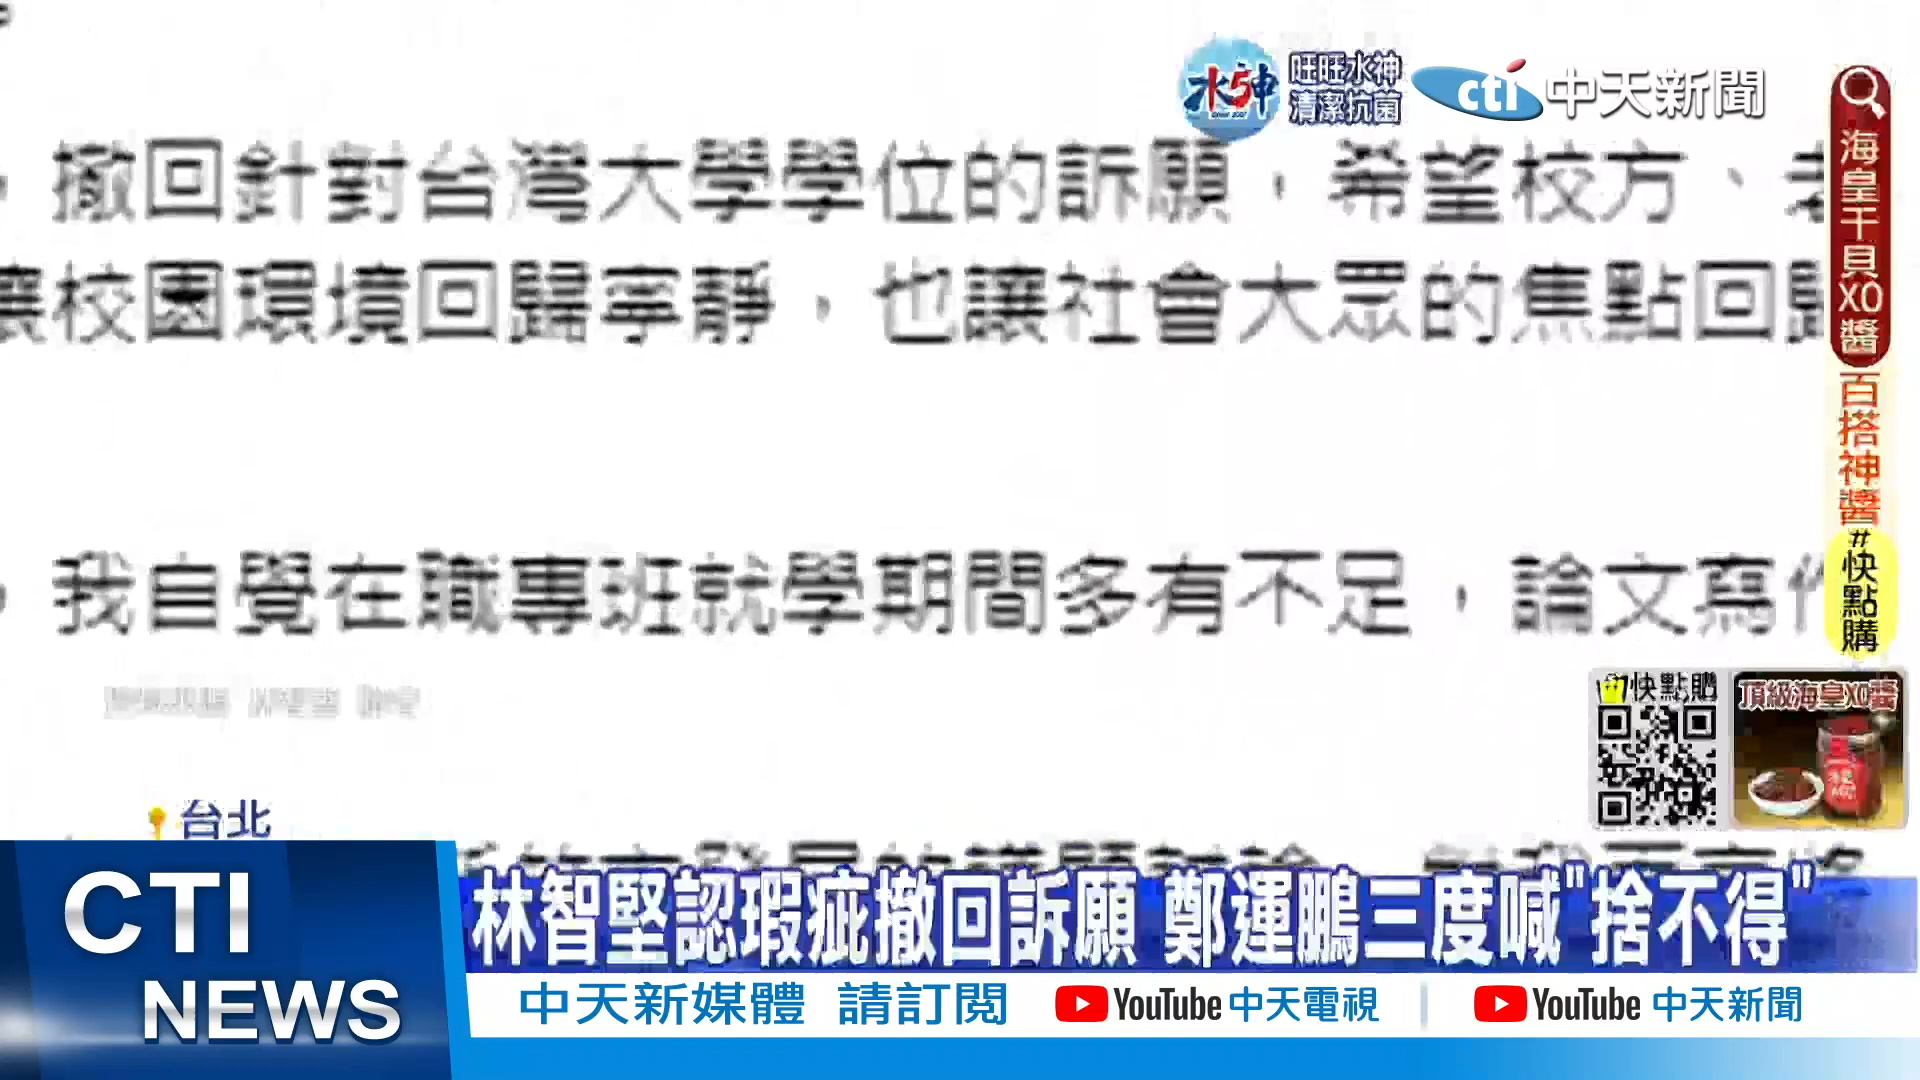 水神
旺旺水神
清潔抗菌
cti 中天新聞
撤回針對台灣大學學位的訴願，希望校方、
讓校園環境回歸寧靜，也讓社會大眾的焦點回歸
我自覺在職專班就學期間多有不足，論文寫作
海皇干貝XO醬
百搭神醬
#快點購
快點購
頂級海皇XO醬
台北
CTI
NEWS
林智堅認瑕疵撤回訴願 鄭運鵬三度喊"捨不得"
中天新媒體 請訂閱 YouTube 中天電視 | YouTube 中天新聞